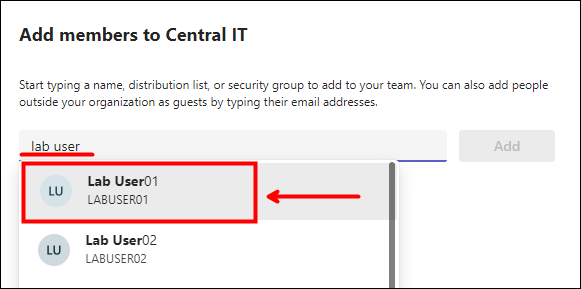 Add members to Central IT
Start typing a name, distribution list, or security group to add to your team. You can also add people
outside your organization as guests by typing their email addresses.
lab user
Add
LU
Lab User01
LABUSER01
LU
Lab User02
LABUSER02